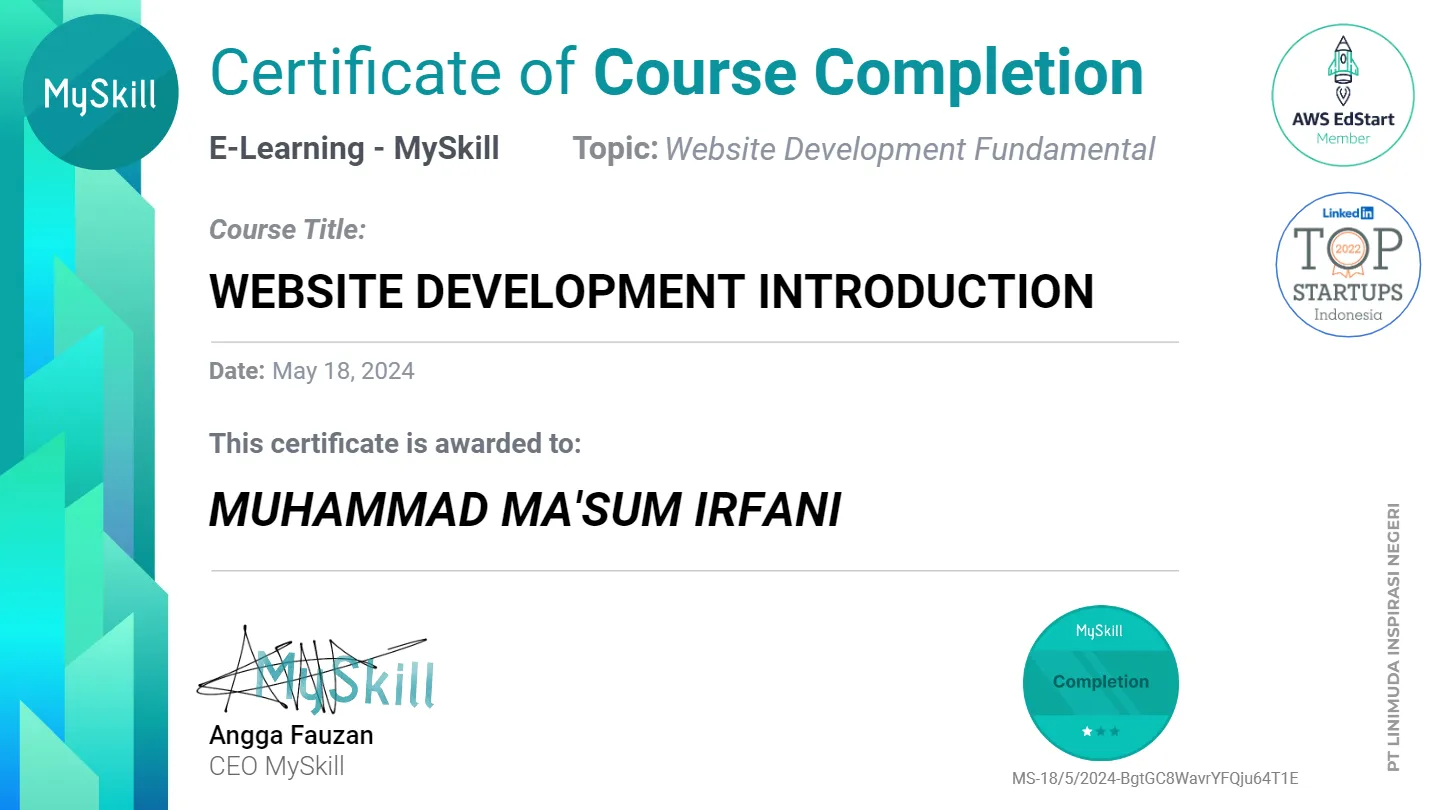 MySkill
Certificate of Course Completion
E-Learning - MySkill
Topic: Website Development Fundamental
AWS EdStart
Member
LinkedIn
TOP
2022
STARTUPS
Indonesia
Course Title:
WEBSITE DEVELOPMENT INTRODUCTION
Date: May 18, 2024
This certificate is awarded to:
MUHAMMAD MA'SUM IRFANI
MySkill
Angga Fauzan
CEO MySkill
MySkill
Completion
MS-18/5/2024-BgtGC8WavrYFQju64T1E
PT LINIMUDA INSPIRASI NEGERI